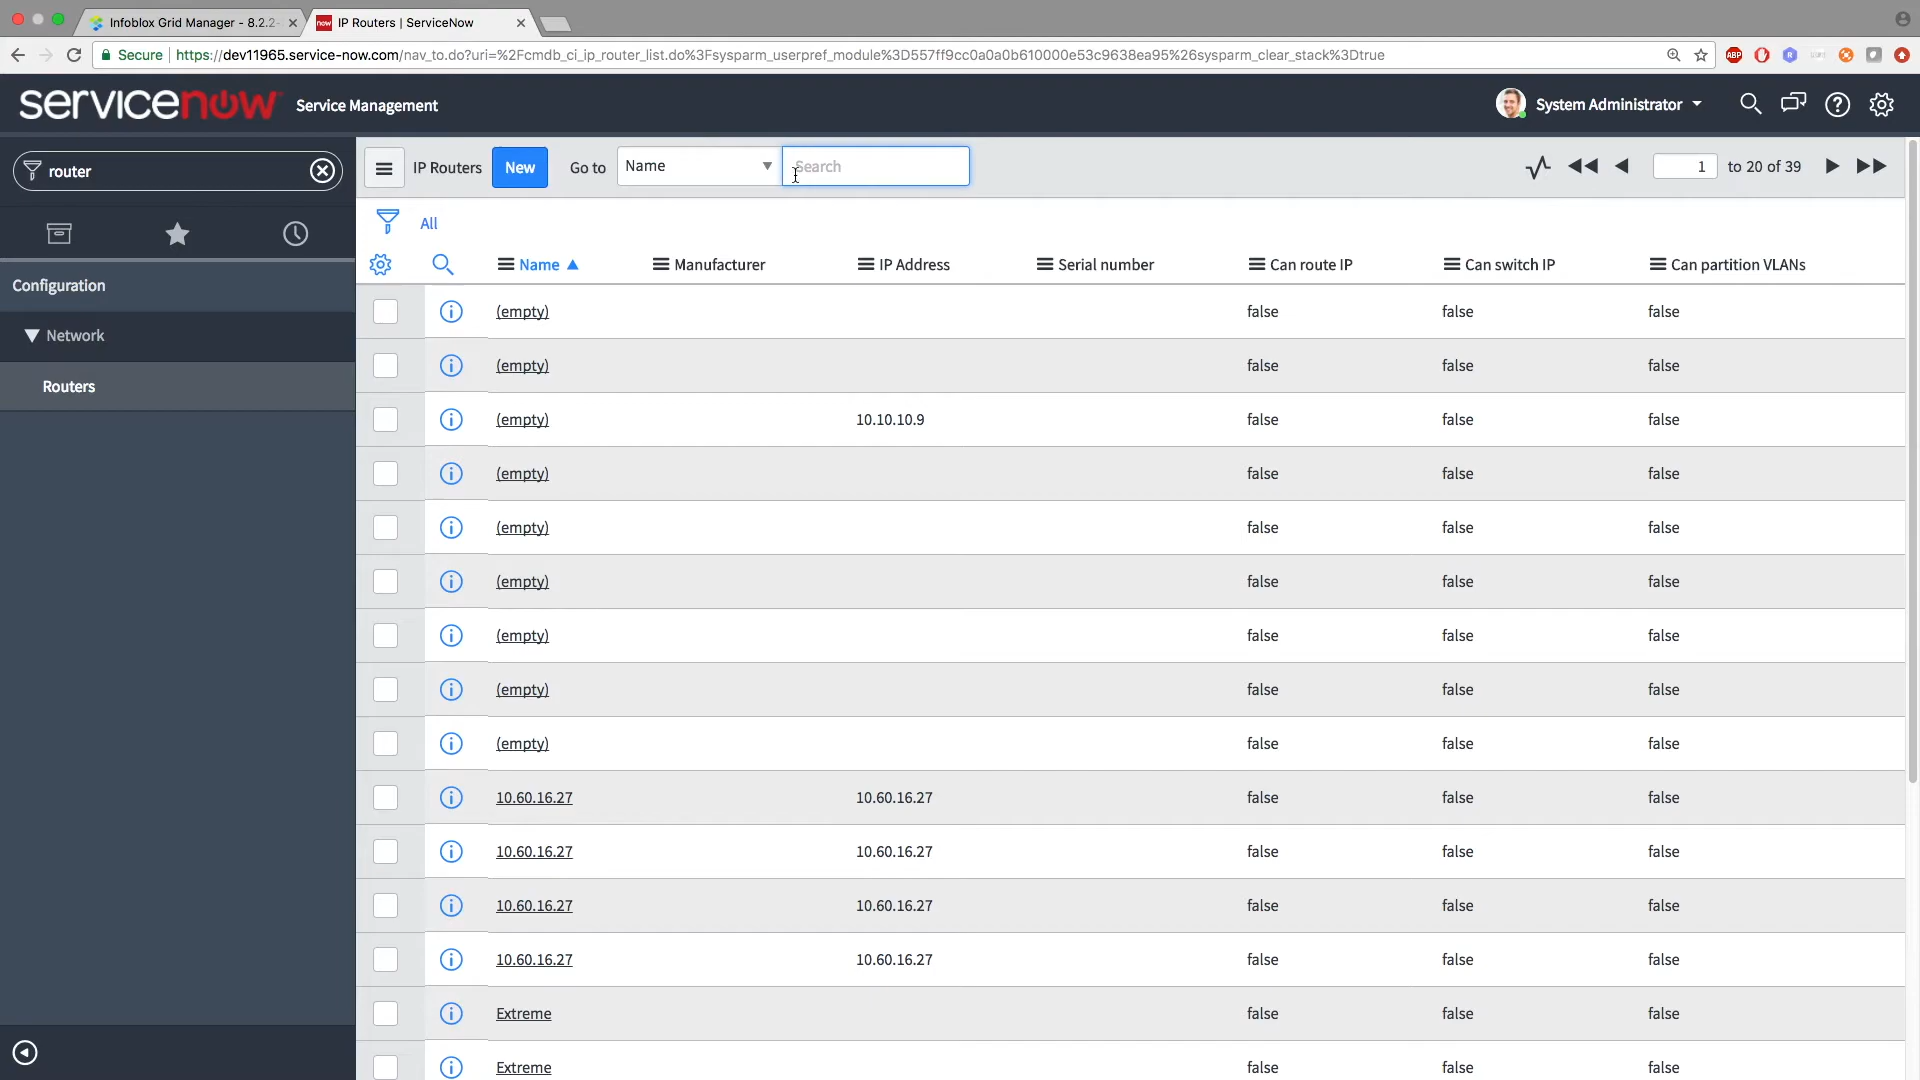 Infoblox Grid Manager - 8.2.2-
now IP Routers | ServiceNow
Secure https://dev11965.service-now.com/nav_to.do?uri=%2Fcmdb_ci_ip_router_list.do%3Fsysparm_userpref_module%3D557ff9cc0a0a0b610000e53c9638ea95%26sysparm_clear_stack%3Dtrue
ABP
servicenow Service Management
System Administrator
router
IP Routers New Go to Name Search 1 to 20 of 39
All
Configuration
Network
Routers
Name Manufacturer IP Address Serial number Can route IP Can switch IP Can partition VLANs
(empty) false false false
(empty) false false false
(empty) 10.10.10.9 false false false
(empty) false false false
(empty) false false false
(empty) false false false
(empty) false false false
(empty) false false false
(empty) false false false
10.60.16.27 10.60.16.27 false false false
10.60.16.27 10.60.16.27 false false false
10.60.16.27 10.60.16.27 false false false
10.60.16.27 10.60.16.27 false false false
Extreme false false false
Extreme false false false